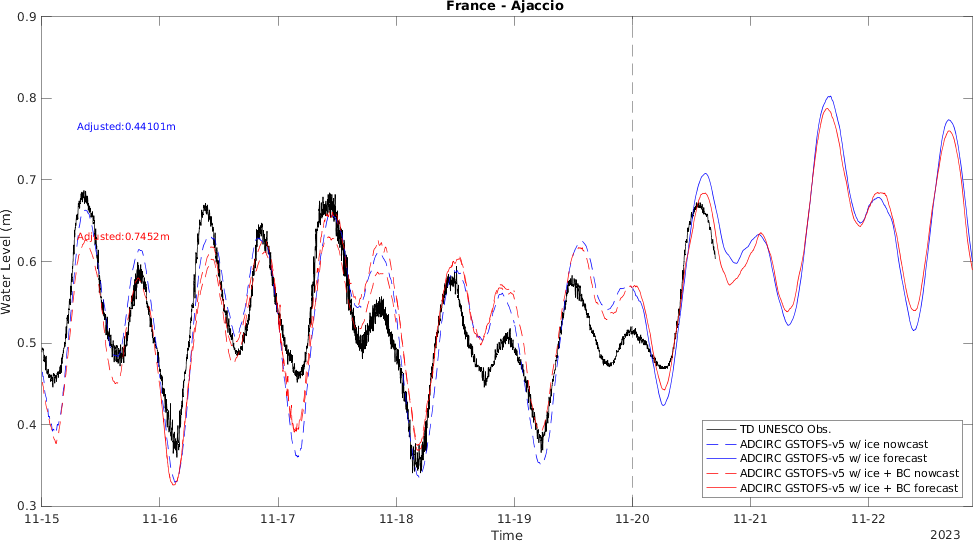 France - Ajaccio
0.9
0.8
0.7
0.6
0.5
0.4
0.3
Water Level (m)
Adjusted:0.44101m
Adjusted:0.7452m
TD UNESCO Obs.
ADCIRC GSTOFS-v5 w/ ice nowcast
ADCIRC GSTOFS-v5 w/ ice forecast
ADCIRC GSTOFS-v5 w/ ice + BC nowcast
ADCIRC GSTOFS-v5 w/ ice + BC forecast
11-15 11-16 11-17 11-18 11-19 11-20 11-21 11-22
Time
2023